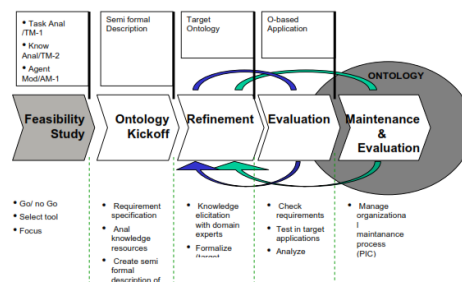 • Task Anal
/TM-1
• Know
Anal/TM-2
• Agent
Mod/AM-1
Semi formal
Description
Target
Ontology
O-based
Application
ONTOLOGY
Feasibility
Study
Ontology
Kickoff
Refinement
Evaluation
Maintenance
&
Evaluation
• Go/ no Go
• Select tool
• Focus
• Requirement
specification
• Anal
knowledge
resources
• Create semi
formal
description of
• Knowledge
elicitation
with domain
experts
• Formalize
(target
• Check
requirements
• Test in target
applications
• Analyze
• Manage
organizationa
l
maintanance
process
(PIC)